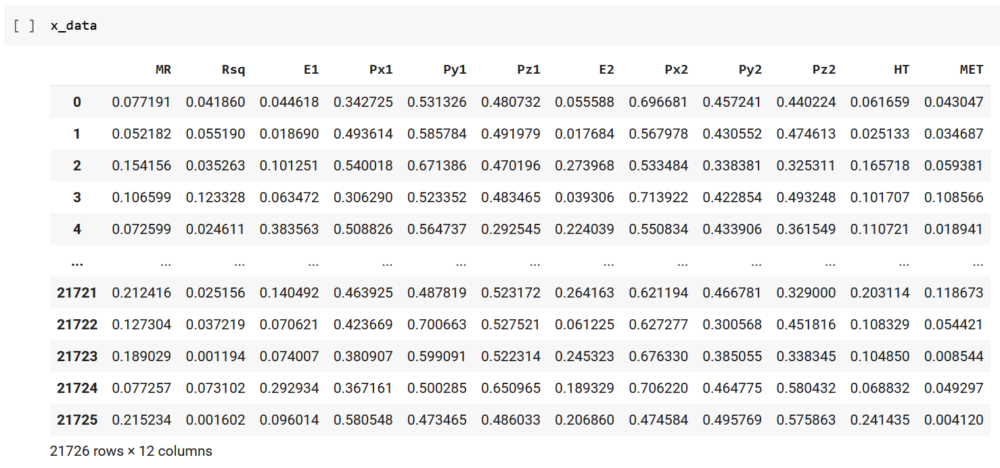 [ ] x_data
MR Rsq E1 Px1 Py1 Pz1 E2 Px2 Py2 Pz2 HT MET
0 0.077191 0.041860 0.044618 0.342725 0.531326 0.480732 0.055588 0.696681 0.457241 0.440224 0.061659 0.043047
1 0.052182 0.055190 0.018690 0.493614 0.585784 0.491979 0.017684 0.567978 0.430552 0.474613 0.025133 0.034687
2 0.154156 0.035263 0.101251 0.540018 0.671386 0.470196 0.273968 0.533484 0.338381 0.325311 0.165718 0.059381
3 0.106599 0.123328 0.063472 0.306290 0.523352 0.483465 0.039306 0.713922 0.422854 0.493248 0.101707 0.108566
4 0.072599 0.024611 0.383563 0.508826 0.564737 0.292545 0.224039 0.550834 0.433906 0.361549 0.110721 0.018941
... ... ... ... ... ... ... ... ... ... ... ... ...
21721 0.212416 0.025156 0.140492 0.463925 0.487819 0.523172 0.264163 0.621194 0.466781 0.329000 0.203114 0.118673
21722 0.127304 0.037219 0.070621 0.423669 0.700663 0.527521 0.061225 0.627277 0.300568 0.451816 0.108329 0.054421
21723 0.189029 0.001194 0.074007 0.380907 0.599091 0.522314 0.245323 0.676330 0.385055 0.338345 0.104850 0.008544
21724 0.077257 0.073102 0.292934 0.367161 0.500285 0.650965 0.189329 0.706220 0.464775 0.580432 0.068832 0.049297
21725 0.215234 0.001602 0.096014 0.580548 0.473465 0.486033 0.206860 0.474584 0.495769 0.575863 0.241435 0.004120
21726 rows × 12 columns